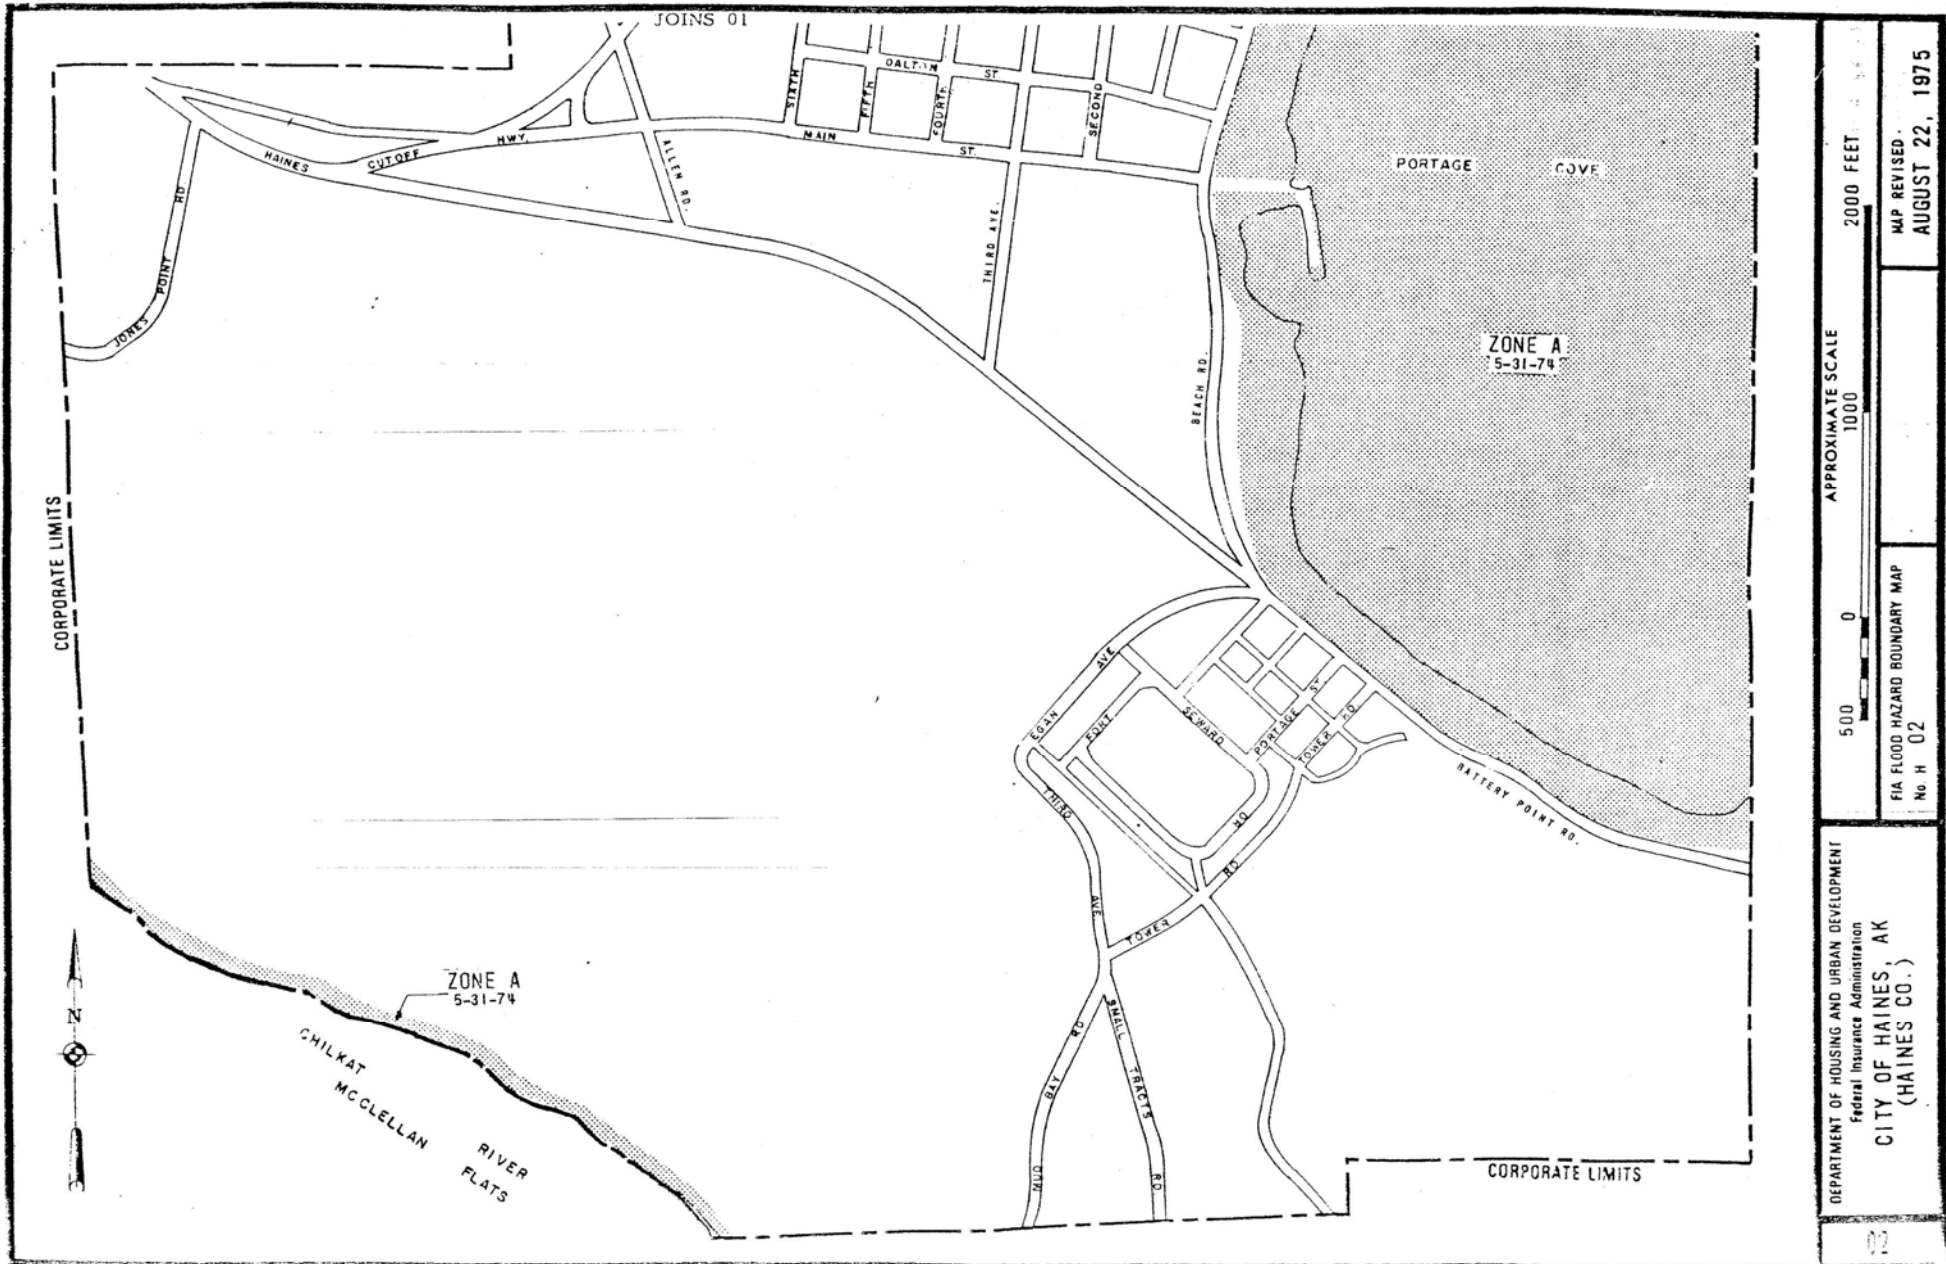 JOINS 01
DALTON ST
SIXTH
FIFTH
FOURTH
SECOND
MAIN ST.
HWY.
HAINES
CUTOFF
ALLEN RD.
JONES POINT RD
THIRD AVE.
BEACH RD.
PORTAGE COVE
ZONE A
5-31-74
CORPORATE LIMITS
EGAN AVE
FORT
SEWARD
PORTAGE ST
TOWER RD
BATTERY POINT RD.
THIRD AVE.
TOWER RD
MUD BAY RD
SMALL TRACTS RD.
ZONE A
5-31-74
CHILKAT RIVER
MC CLELLAN FLATS
N
CORPORATE LIMITS
APPROXIMATE SCALE
500 0 1000 2000 FEET
MAP REVISED
AUGUST 22, 1975
FIA FLOOD HAZARD BOUNDARY MAP
No. H 02
DEPARTMENT OF HOUSING AND URBAN DEVELOPMENT
Federal Insurance Administration
CITY OF HAINES, AK
(HAINES CO.)
02